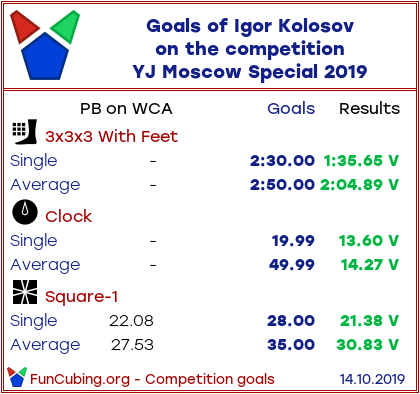 Goals of Igor Kolosov
on the competition
YJ Moscow Special 2019
PB on WCA Goals Results
3x3x3 With Feet
Single - 2:30.00 1:35.65 V
Average - 2:50.00 2:04.89 V
Clock
Single - 19.99 13.60 V
Average - 49.99 14.27 V
Square-1
Single 22.08 28.00 21.38 V
Average 27.53 35.00 30.83 V
FunCubing.org - Competition goals 14.10.2019